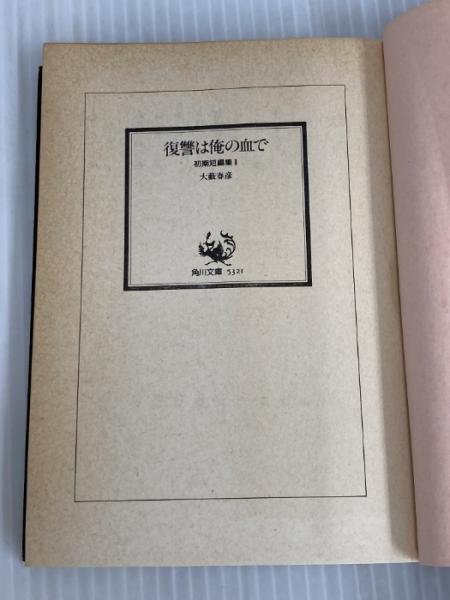 復讐は俺の血で
初期短編集Ⅰ
大藪春彦
角川文庫 5321